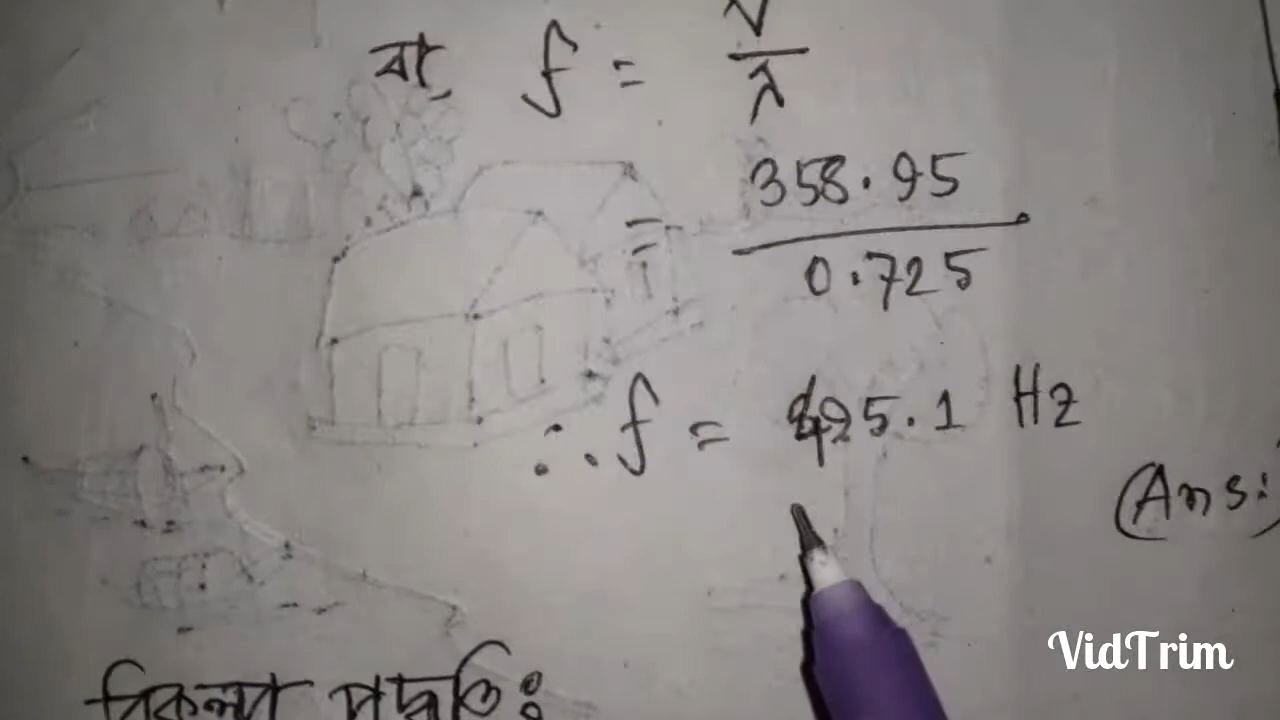 বা, f = V/λ
= 358.95/0.725
∴ f = 495.1 Hz
(Ans:
বিকল্প পদ্ধতি:
VidTrim